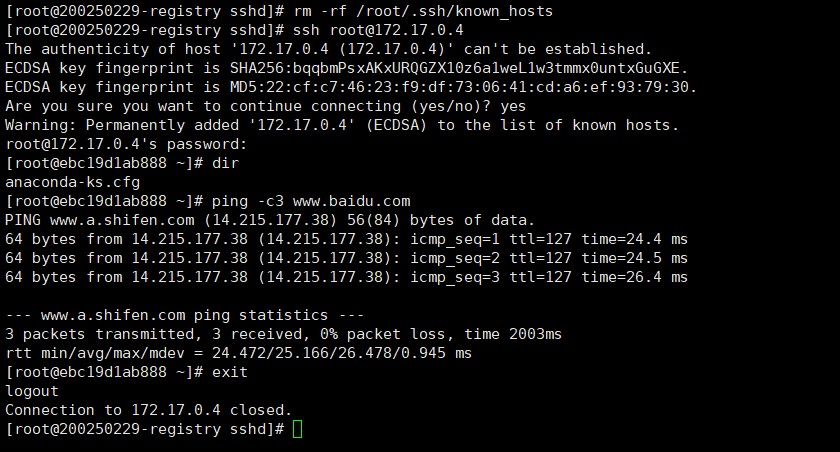 [root@200250229-registry sshd]# rm -rf /root/.ssh/known_hosts
[root@200250229-registry sshd]# ssh root@172.17.0.4
The authenticity of host '172.17.0.4 (172.17.0.4)' can't be established.
ECDSA key fingerprint is SHA256:bqqbmPsxAKxURQGZX10z6a1weL1w3tmmx0untxGuGXE.
ECDSA key fingerprint is MD5:22:cf:c7:46:23:f9:df:73:06:41:cd:a6:ef:93:79:30.
Are you sure you want to continue connecting (yes/no)? yes
Warning: Permanently added '172.17.0.4' (ECDSA) to the list of known hosts.
root@172.17.0.4's password:
[root@ebc19d1ab888 ~]# dir
anaconda-ks.cfg
[root@ebc19d1ab888 ~]# ping -c3 www.baidu.com
PING www.a.shifen.com (14.215.177.38) 56(84) bytes of data.
64 bytes from 14.215.177.38 (14.215.177.38): icmp_seq=1 ttl=127 time=24.4 ms
64 bytes from 14.215.177.38 (14.215.177.38): icmp_seq=2 ttl=127 time=24.5 ms
64 bytes from 14.215.177.38 (14.215.177.38): icmp_seq=3 ttl=127 time=26.4 ms
--- www.a.shifen.com ping statistics ---
3 packets transmitted, 3 received, 0% packet loss, time 2003ms
rtt min/avg/max/mdev = 24.472/25.166/26.478/0.945 ms
[root@ebc19d1ab888 ~]# exit
logout
Connection to 172.17.0.4 closed.
[root@200250229-registry sshd]#